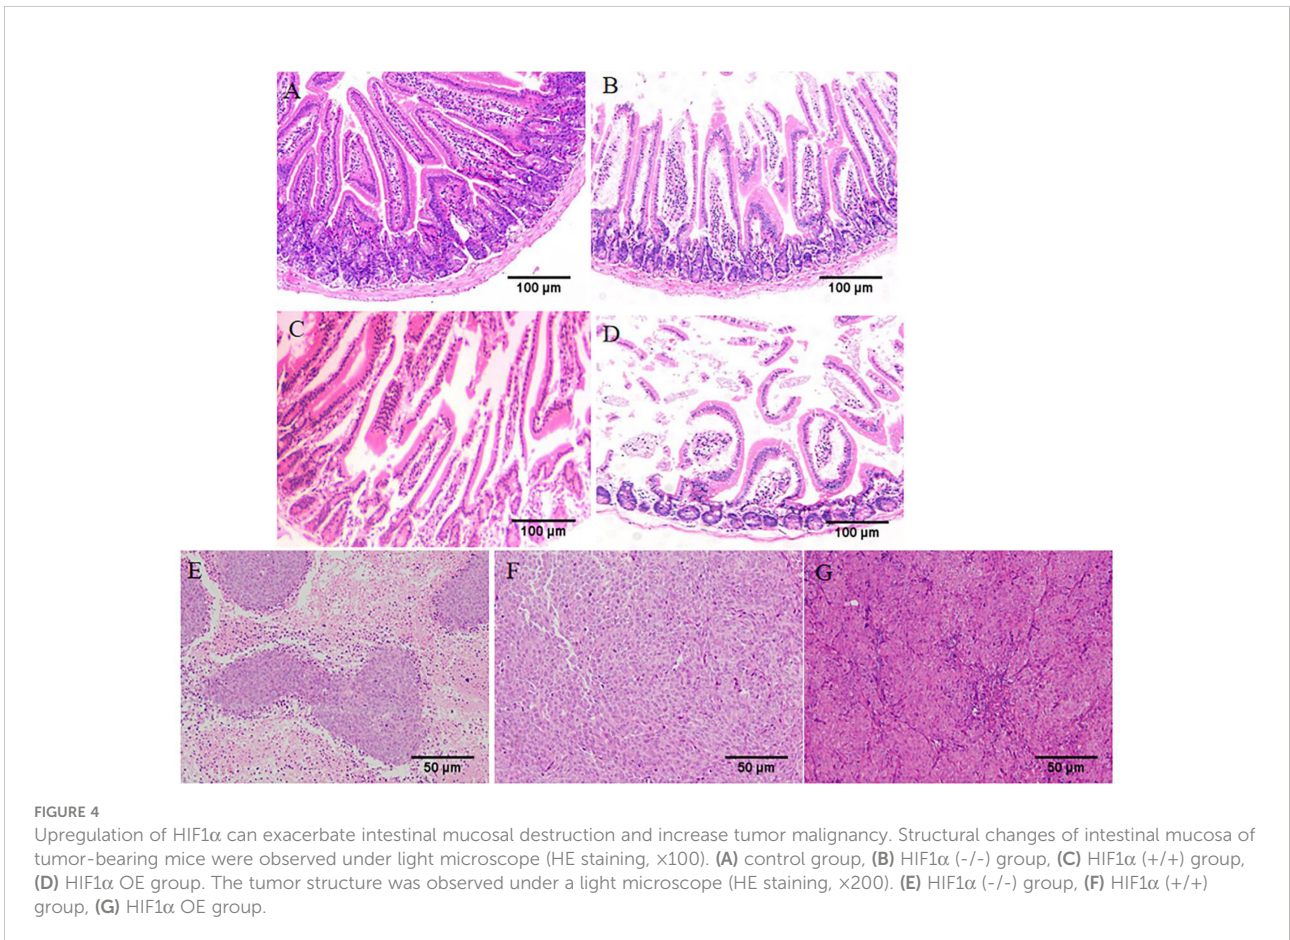 A
B
100 µm
100 µm
C
D
100 µm
100 µm
E
F
G
50 µm
50 µm
50 µm
FIGURE 4
Upregulation of HIF1α can exacerbate intestinal mucosal destruction and increase tumor malignancy. Structural changes of intestinal mucosa of
tumor-bearing mice were observed under light microscope (HE staining, ×100). (A) control group, (B) HIF1α (-/-) group, (C) HIF1α (+/+) group,
(D) HIF1α OE group. The tumor structure was observed under a light microscope (HE staining, ×200). (E) HIF1α (-/-) group, (F) HIF1α (+/+)
group, (G) HIF1α OE group.